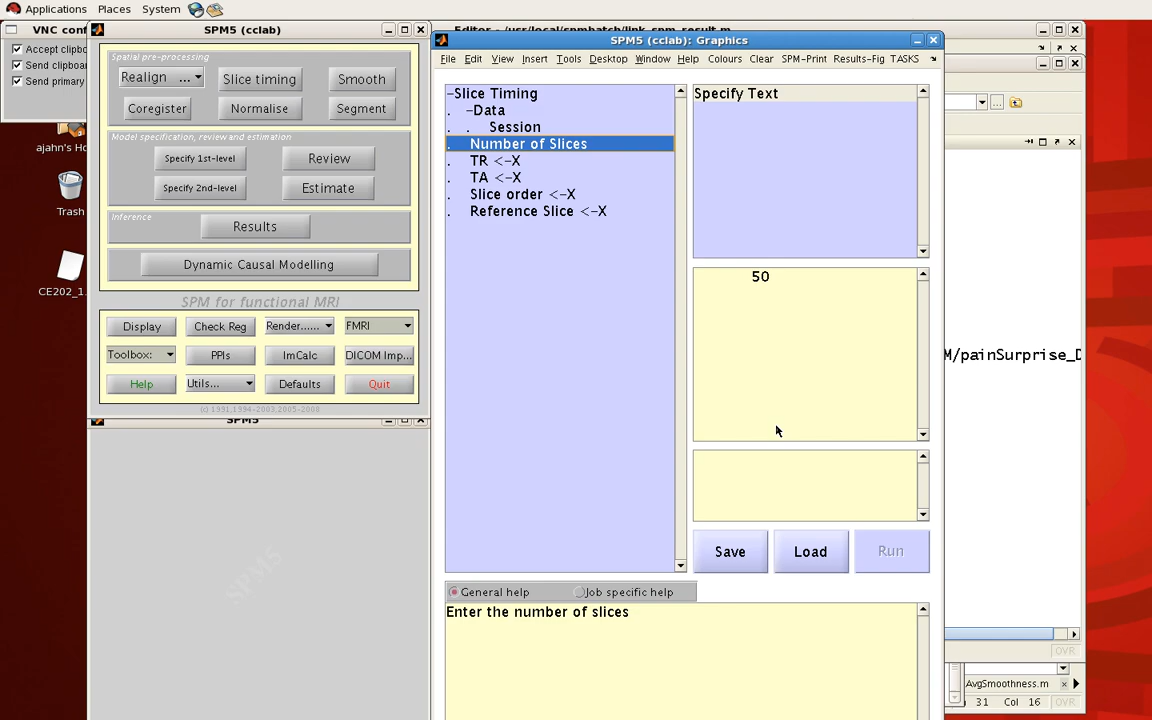 Applications Places System
VNC conf
Accept clipbo
Send clipboar
Send primary
ajahn's Ho
Trash
CE202_1.
SPM5 (cclab)
Spatial pre-processing
Realign ...
Slice timing
Smooth
Coregister
Normalise
Segment
Model specification, review and estimation
Specify 1st-level
Review
Specify 2nd-level
Estimate
Inference
Results
Dynamic Causal Modelling
SPM for functional MRI
Display
Check Reg
Render......
FMRI
Toolbox:
PPIs
ImCalc
DICOM Imp...
Help
Utils...
Defaults
Quit
(c) 1991,1994-2003,2005-2008
SPM5
SPM5
Editor - /usr/local/spmbatch/link_spm_result.m
SPM5 (cclab): Graphics
File Edit View Insert Tools Desktop Window Help Colours Clear SPM-Print Results-Fig TASKS
-Slice Timing
. -Data
. . Session
. Number of Slices
. TR <-X
. TA <-X
. Slice order <-X
. Reference Slice <-X
Specify Text
50
Save
Load
Run
General help
Job specific help
Enter the number of slices
...
M/painSurprise_D
OVR
AvgSmoothness.m
31 Col 16
OVR